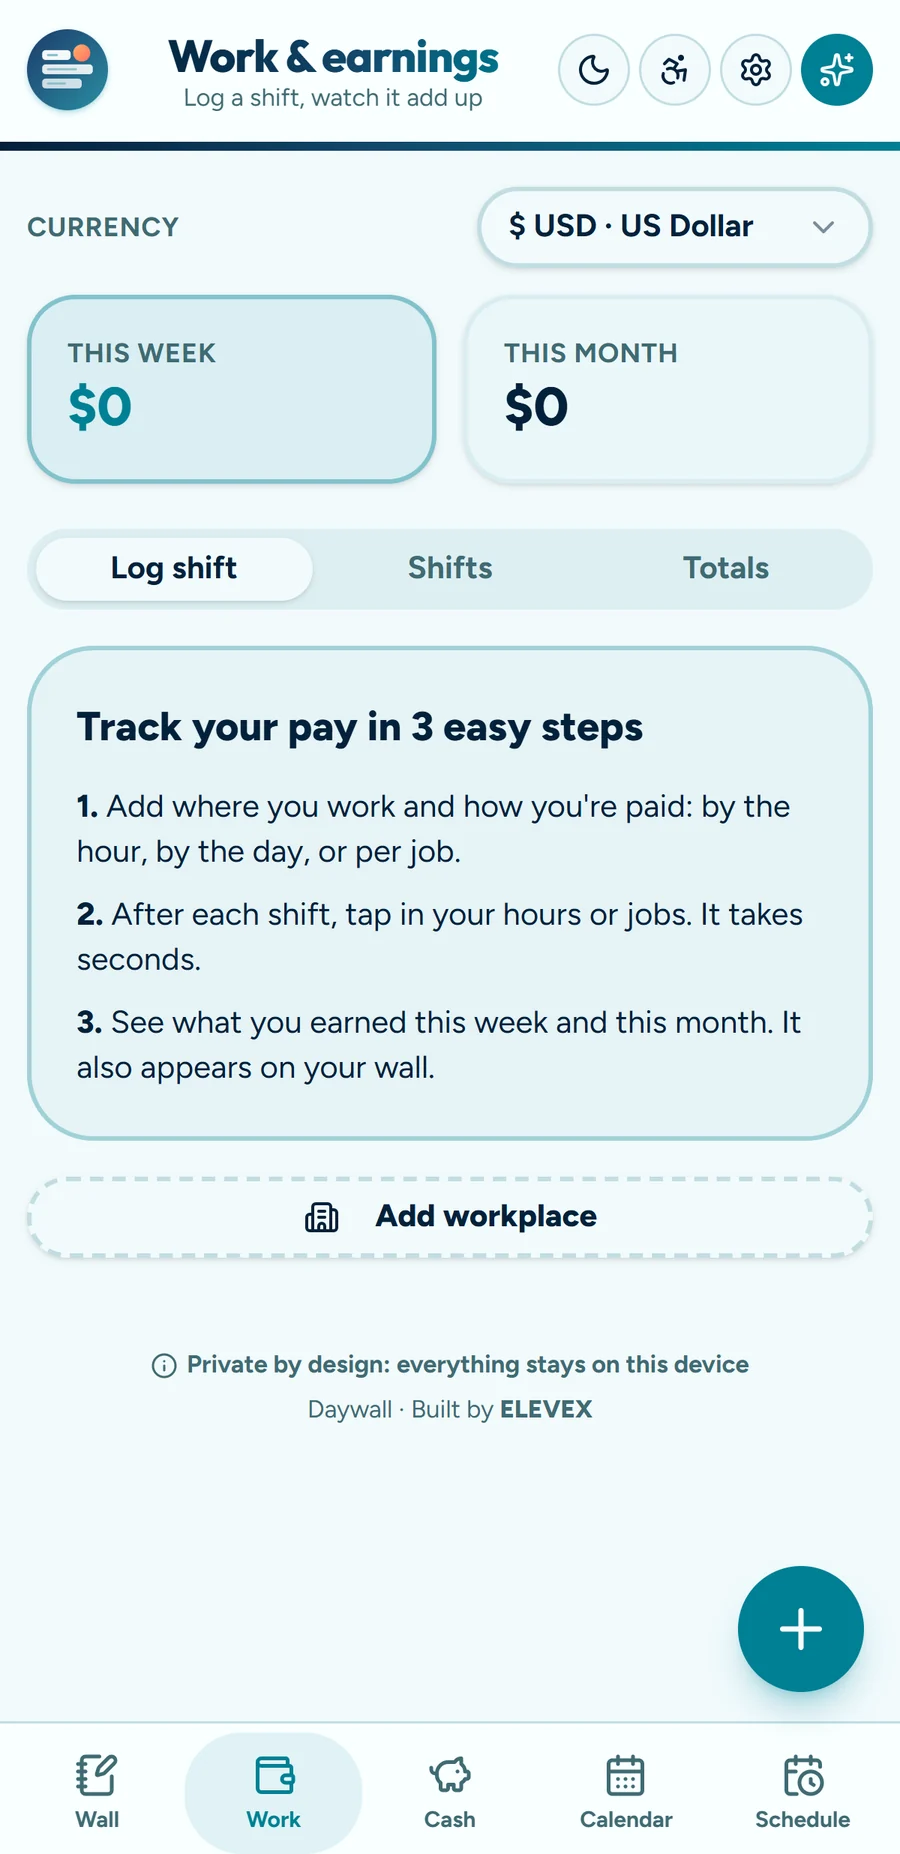 Work & earnings
Log a shift, watch it add up
CURRENCY
$ USD · US Dollar
THIS WEEK
$0
THIS MONTH
$0
Log shift
Shifts
Totals
Track your pay in 3 easy steps
1. Add where you work and how you're paid: by the
hour, by the day, or per job.
2. After each shift, tap in your hours or jobs. It takes
seconds.
3. See what you earned this week and this month. It
also appears on your wall.
Add workplace
Private by design: everything stays on this device
Daywall · Built by ELEVEX
Wall
Work
Cash
Calendar
Schedule